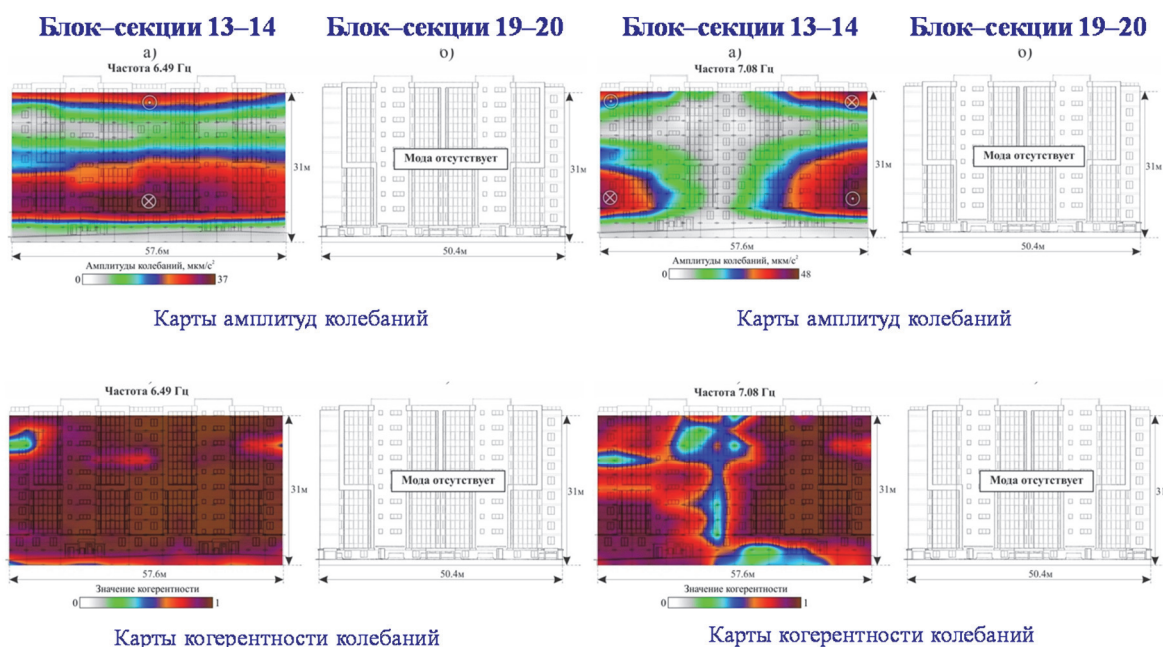 Блок–секции 13–14
Блок–секции 19–20
Блок–секции 13–14
Блок–секции 19–20
а)
б)
а)
б)
Частота 6.49 Гц
Частота 7.08 Гц
Мода отсутствует
Мода отсутствует
31м
31м
31м
31м
57.6м
50.4м
57.6м
50.4м
Амплитуды колебаний, мкм/с²
0
37
Амплитуды колебаний, мкм/с²
0
48
Карты амплитуд колебаний
Карты амплитуд колебаний
Частота 6.49 Гц
Частота 7.08 Гц
Мода отсутствует
Мода отсутствует
31м
31м
31м
57.6м
50.4м
57.6м
50.4м
Значение когерентности
0
1
Значение когерентности
0
1
Карты когерентности колебаний
Карты когерентности колебаний